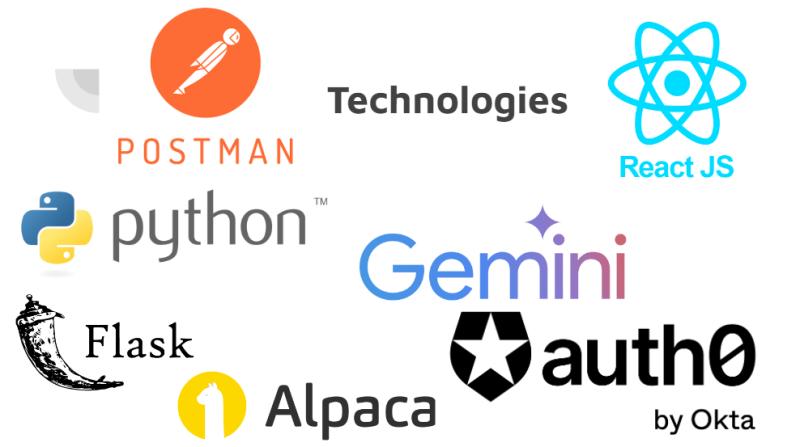 Technologies
POSTMAN
React JS
python™
Gemini
Flask
auth0
by Okta
Alpaca